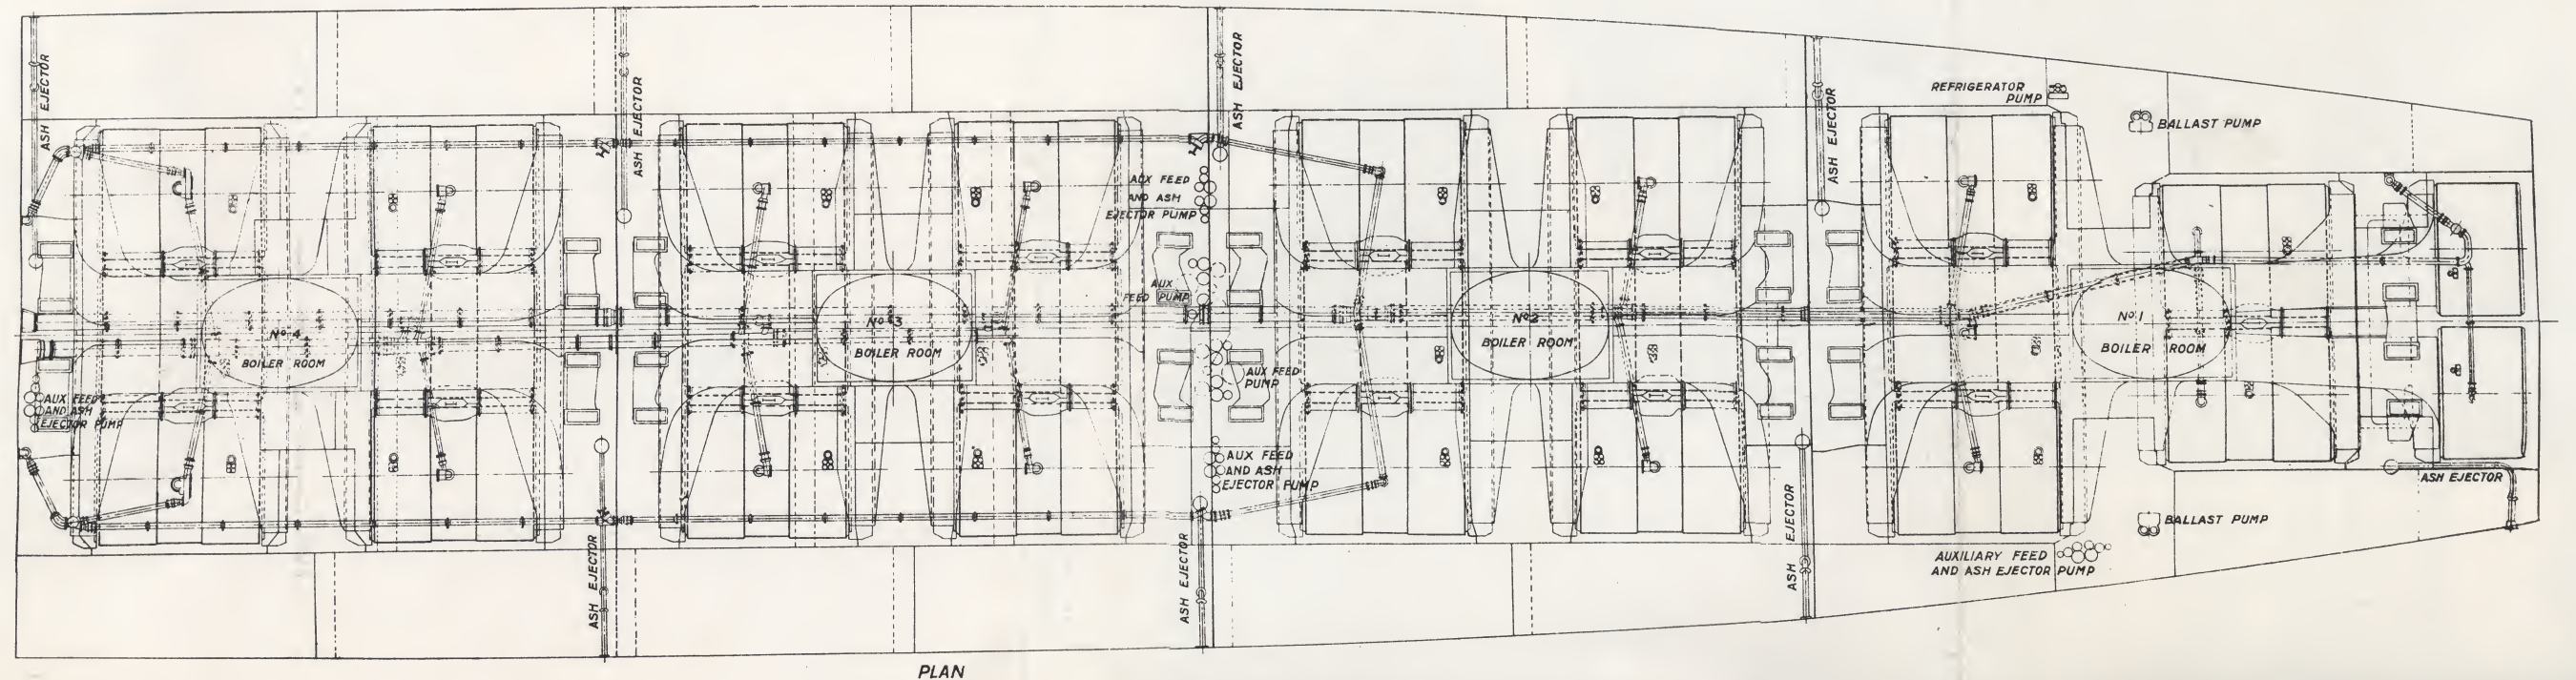 ASH EJECTOR
ASH EJECTOR
ASH EJECTOR
ASH EJECTOR
REFRIGERATOR
PUMP
BALLAST PUMP
AUX FEED
AND ASH
EJECTOR PUMP
AUX
FEED PUMP
Nº 4
BOILER ROOM
Nº 3
BOILER ROOM
Nº 2
BOILER ROOM
Nº 1
BOILER ROOM
AUX FEED
PUMP
AUX FEED
AND ASH
EJECTOR PUMP
AUX FEED
AND ASH
EJECTOR PUMP
ASH EJECTOR
BALLAST PUMP
AUXILIARY FEED
AND ASH EJECTOR PUMP
ASH EJECTOR
ASH EJECTOR
ASH EJECTOR
PLAN